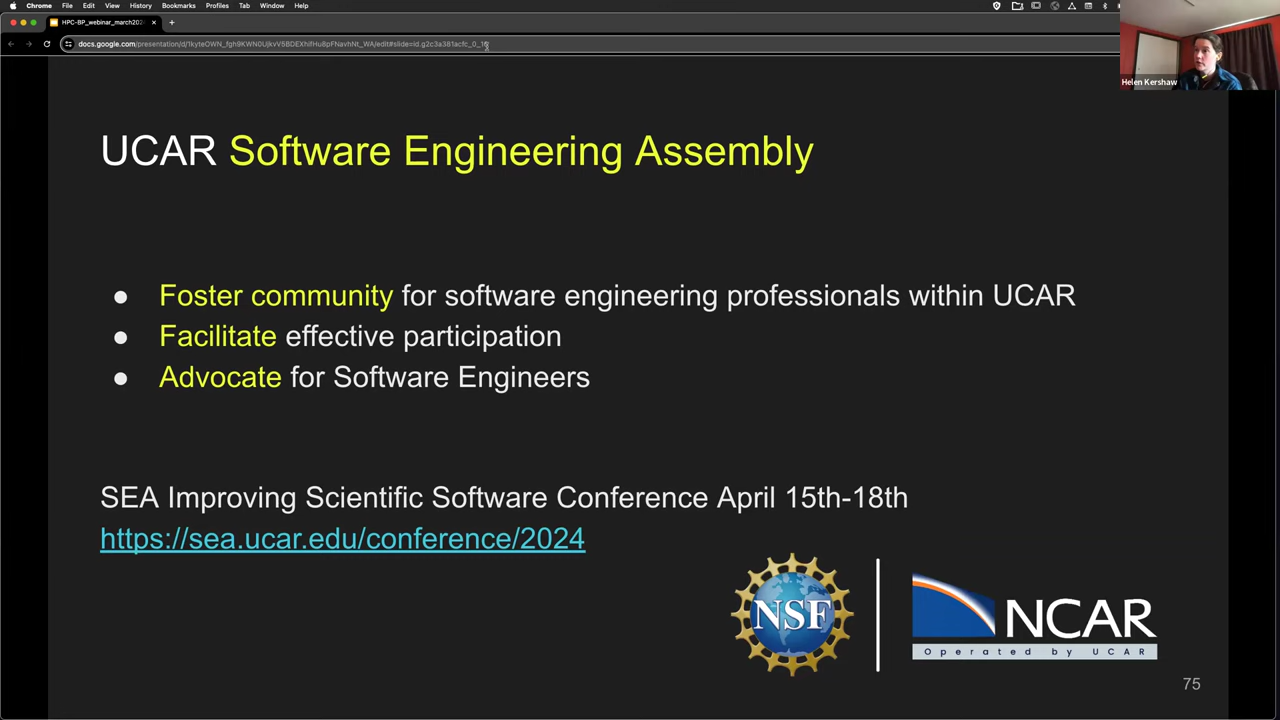 Chrome File Edit View History Bookmarks Profiles Tab Window Help
HPC-BP_webinar_march202
Helen Kershaw
UCAR Software Engineering Assembly
● Foster community for software engineering professionals within UCAR
● Facilitate effective participation
● Advocate for Software Engineers
SEA Improving Scientific Software Conference April 15th-18th
https://sea.ucar.edu/conference/2024
NSF
NCAR
Operated by UCAR
75